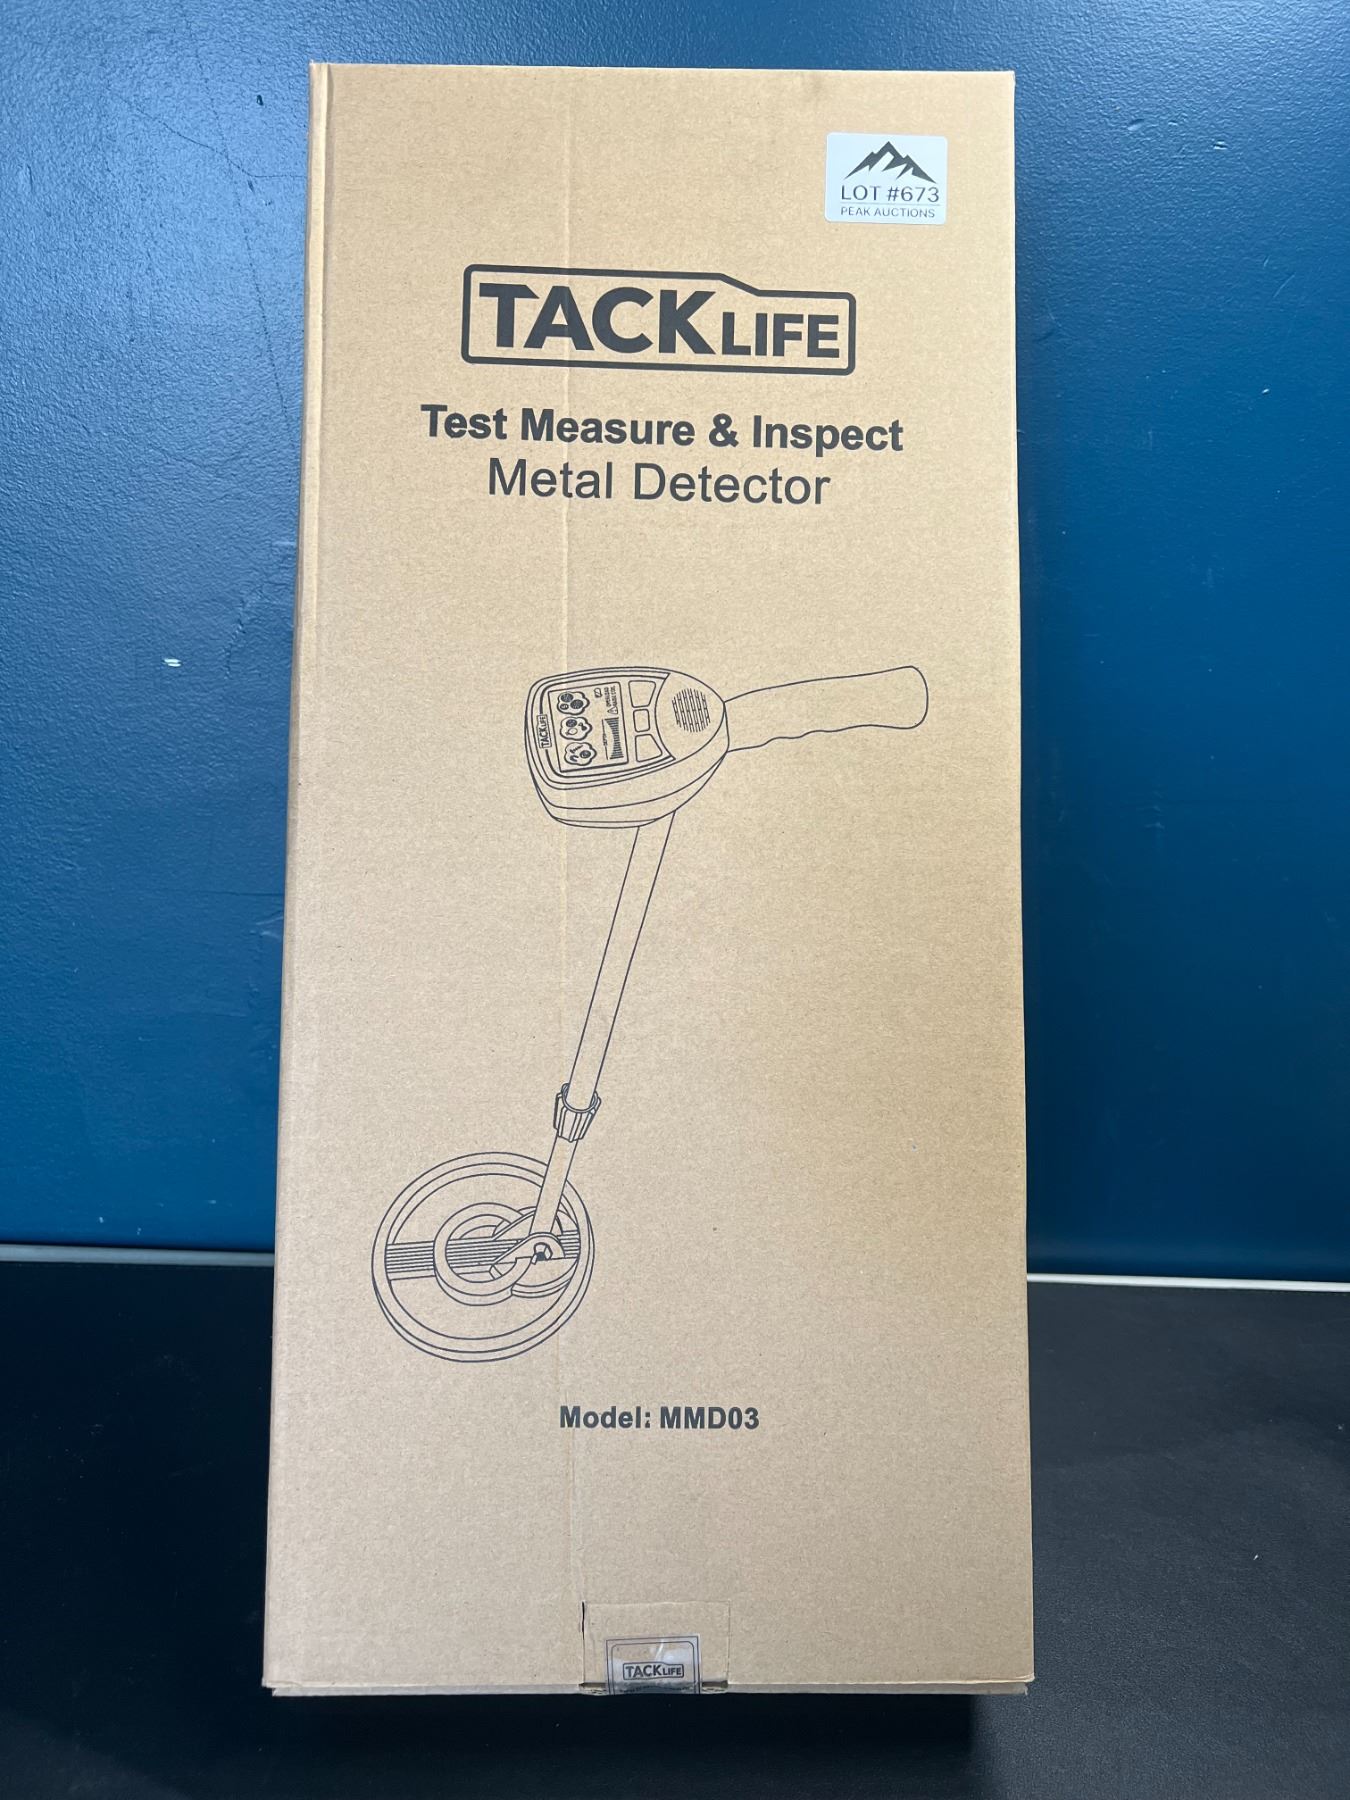 LOT #673
PEAK AUCTIONS
TACKLIFE
Test Measure & Inspect
Metal Detector
TACKLIFE
Model: MMD03
TACKLIFE